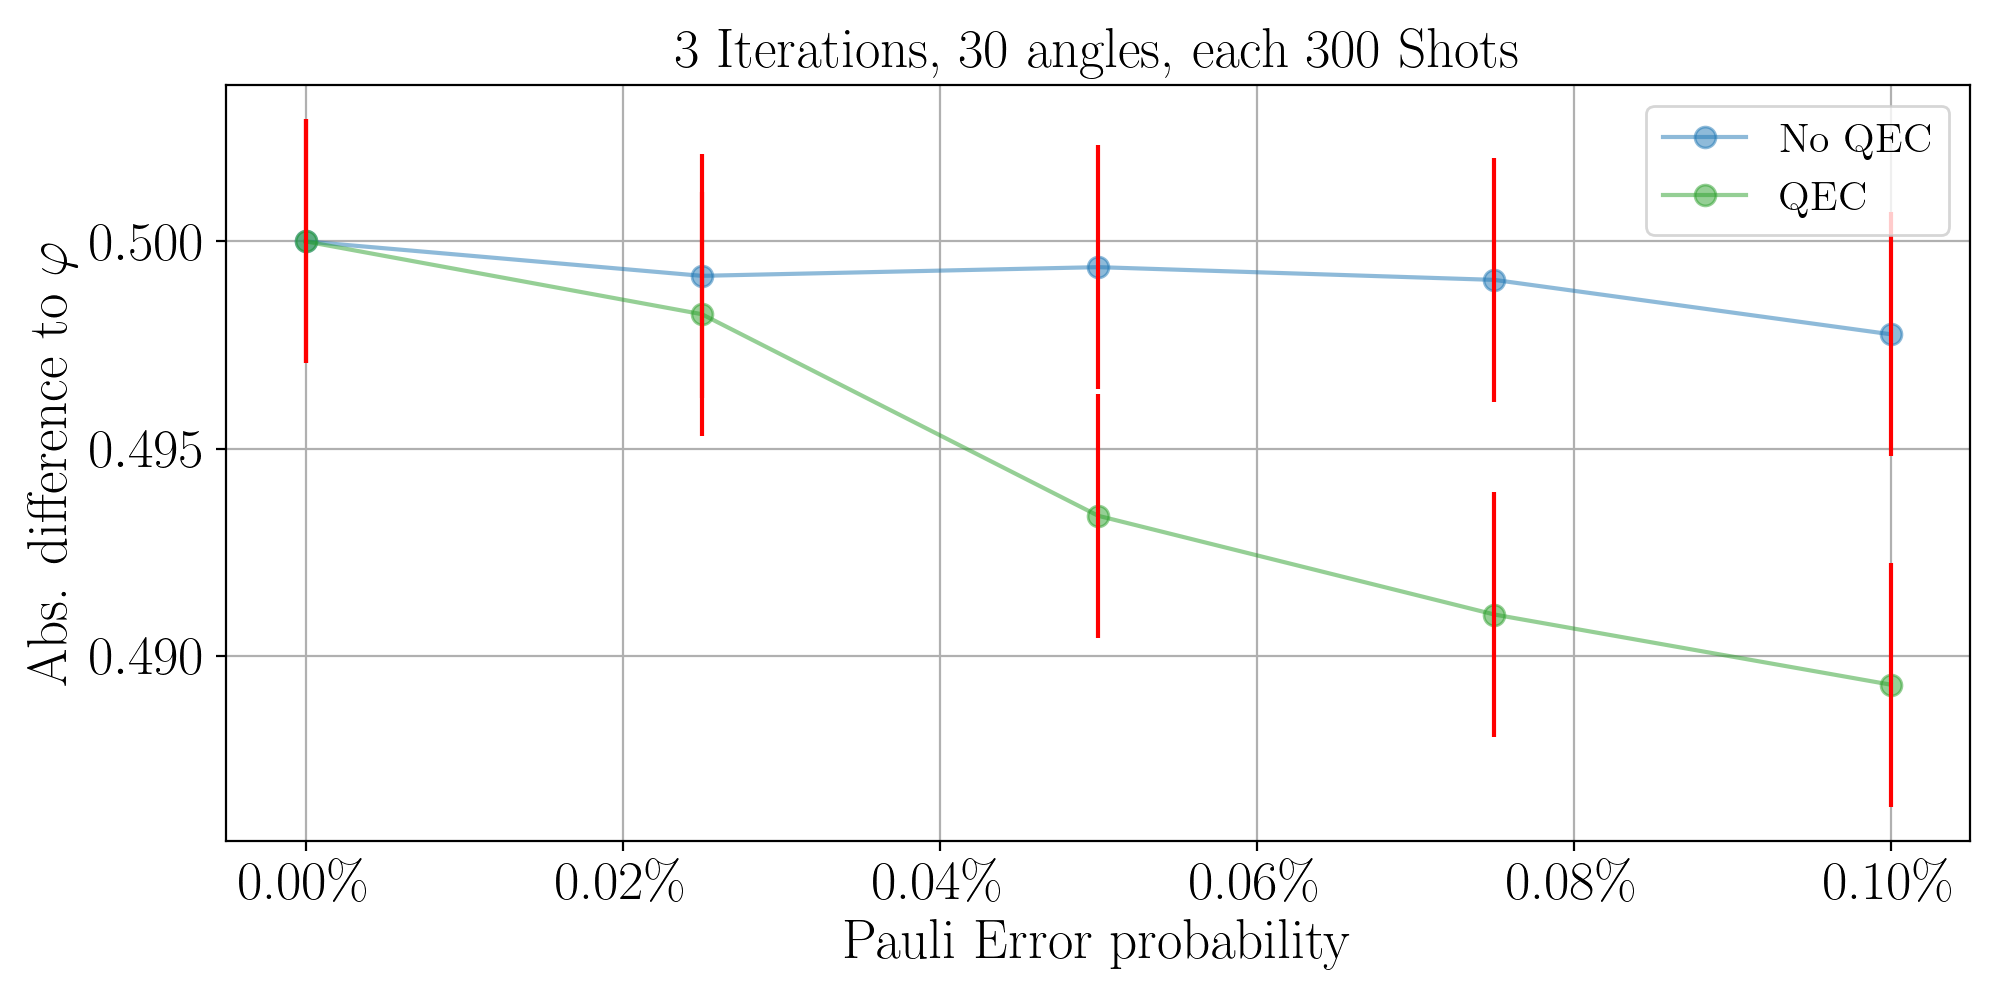 3 Iterations, 30 angles, each 300 Shots
No QEC
QEC
Abs. difference to φ
0.500
0.495
0.490
0.00% 0.02% 0.04% 0.06% 0.08% 0.10%
Pauli Error probability